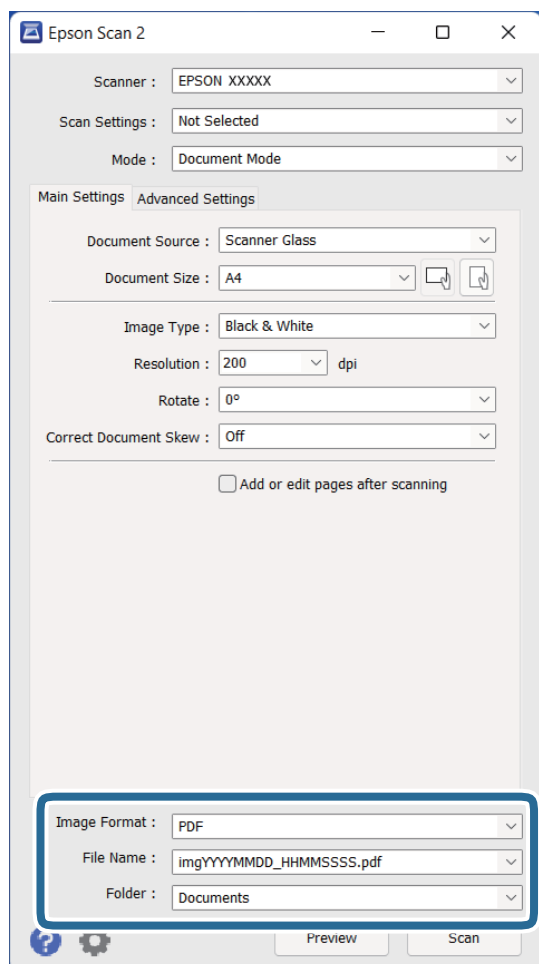 Epson Scan 2
Scanner : EPSON XXXXX
Scan Settings : Not Selected
Mode : Document Mode
Main Settings Advanced Settings
Document Source : Scanner Glass
Document Size : A4
Image Type : Black & White
Resolution : 200 dpi
Rotate : 0°
Correct Document Skew : Off
Add or edit pages after scanning
Image Format : PDF
File Name : imgYYYYMMDD_HHMMSSSS.pdf
Folder : Documents
? Preview Scan